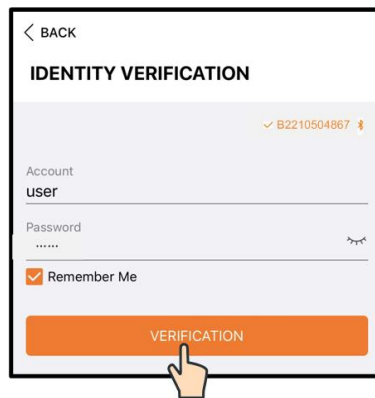 BACK
IDENTITY VERIFICATION
B2210504867
Account
user
Password
......
Remember Me
VERIFICATION